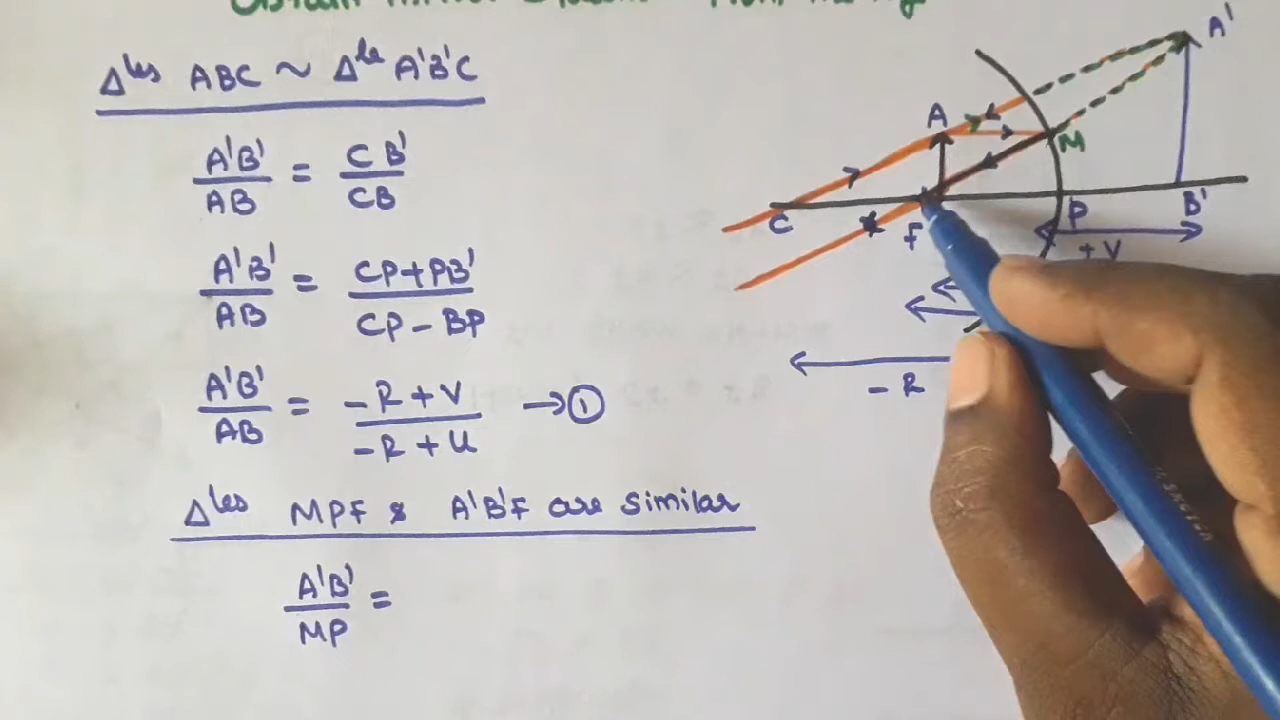 Δles ABC ~ Δle A'B'C
A'B'/AB = CB'/CB
A'B'/AB = CP+PB'/CP-BP
A'B'/AB = -R+V/-R+U →①
Δles MPF & A'B'F are similar
A'B'/MP =
A'
A
M
C
F
P
B'
+V
-R